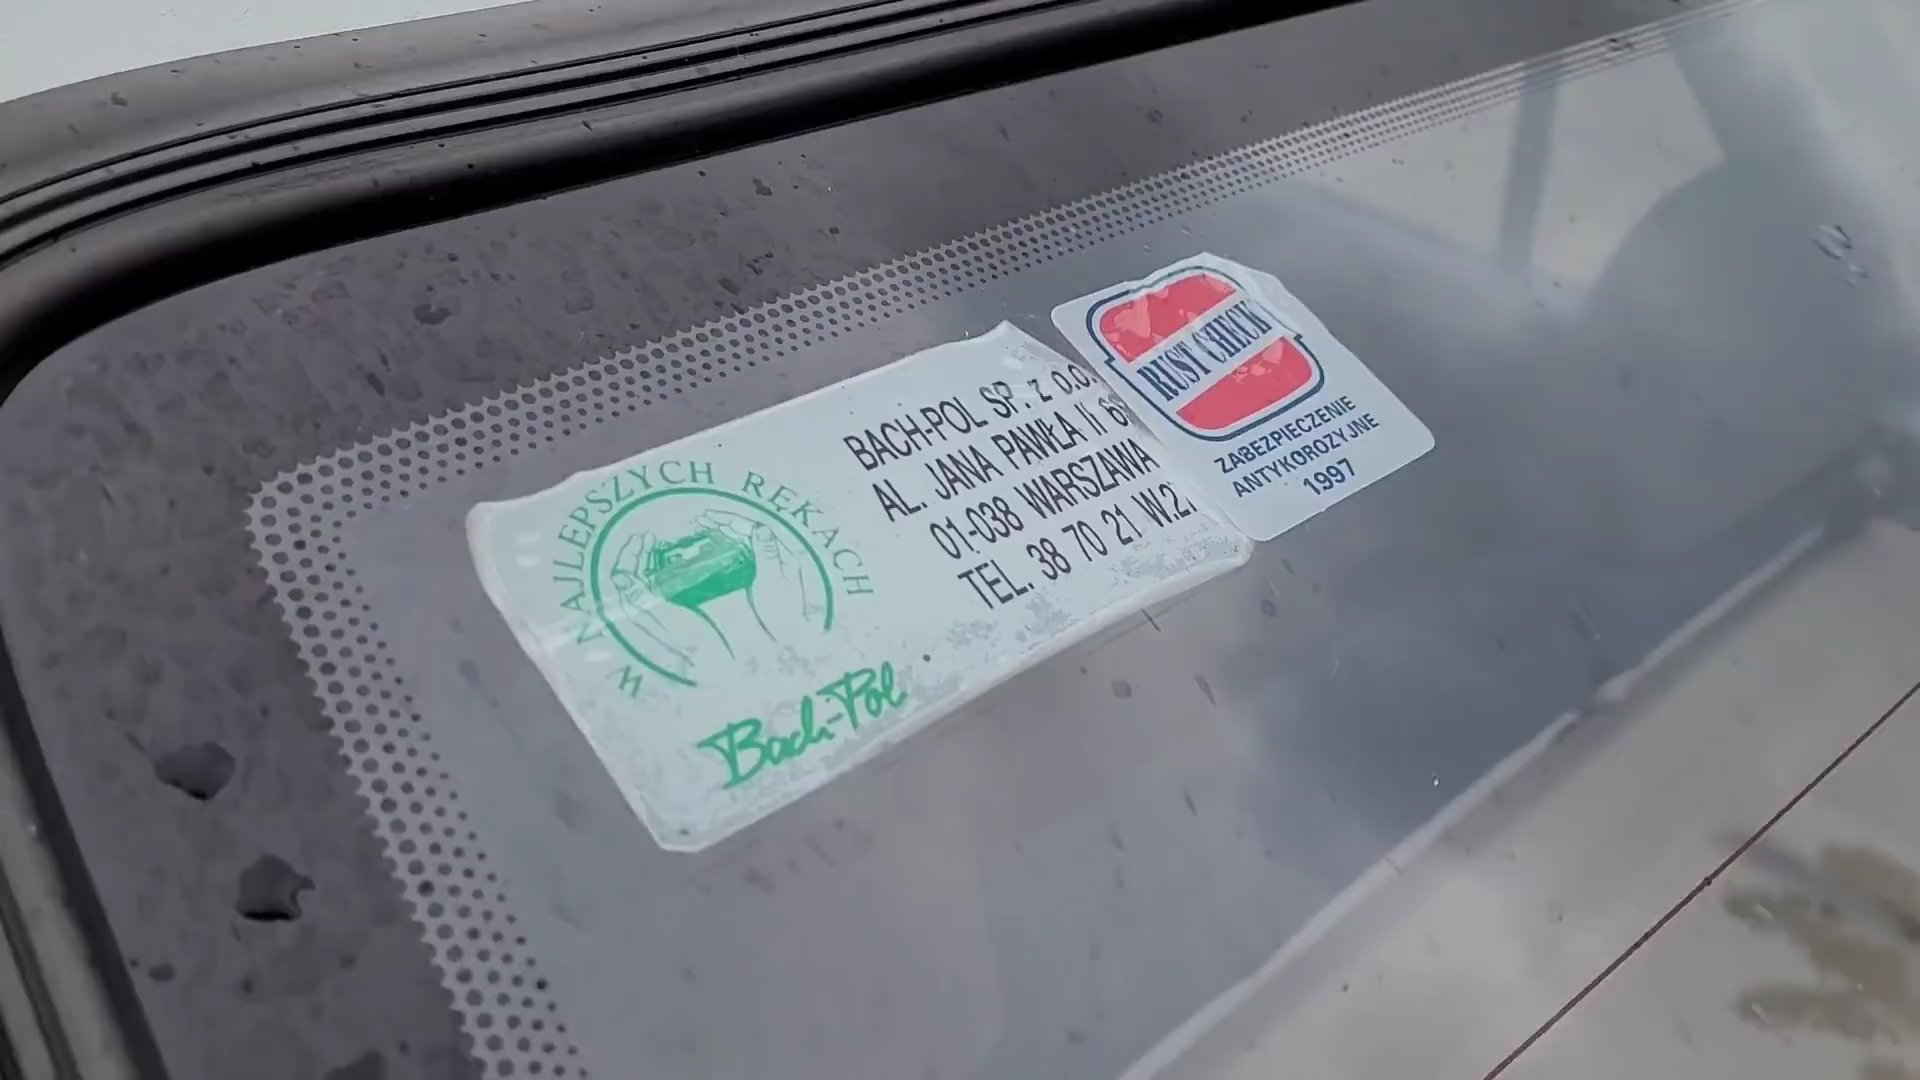 W NAJLEPSZYCH RĘKACH
Bach-Pol
BACH-POL SP. z o.o.
AL. JANA PAWŁA II
01-038 WARSZAWA
TEL. 38 70 21
RUST CHECK
ZABEZPIECZENIE
ANTYKOROZYJNE
1997